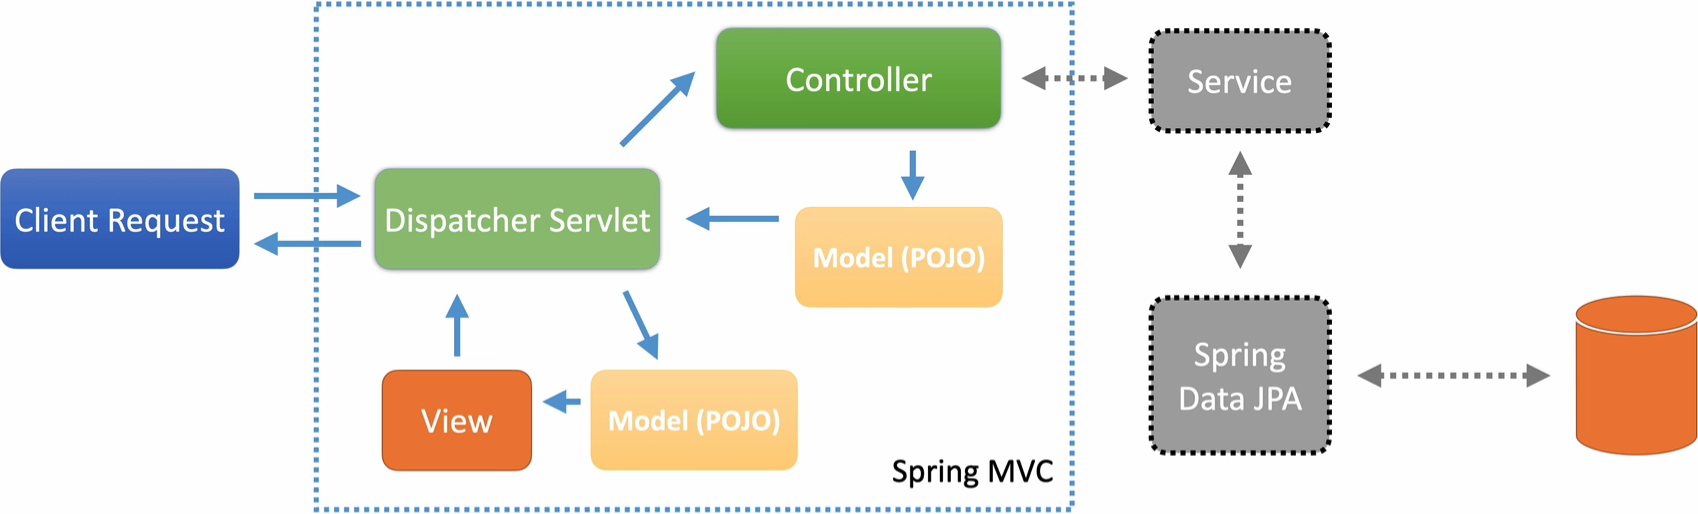 Controller
Service
Client Request
Dispatcher Servlet
Model (POJO)
Spring
Data JPA
View
Model (POJO)
Spring MVC